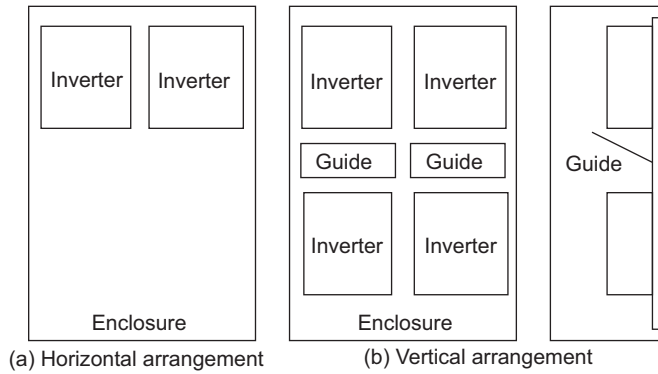 Inverter Inverter
Enclosure
(a) Horizontal arrangement
Inverter Inverter
Guide Guide
Inverter Inverter
Enclosure
Guide
(b) Vertical arrangement